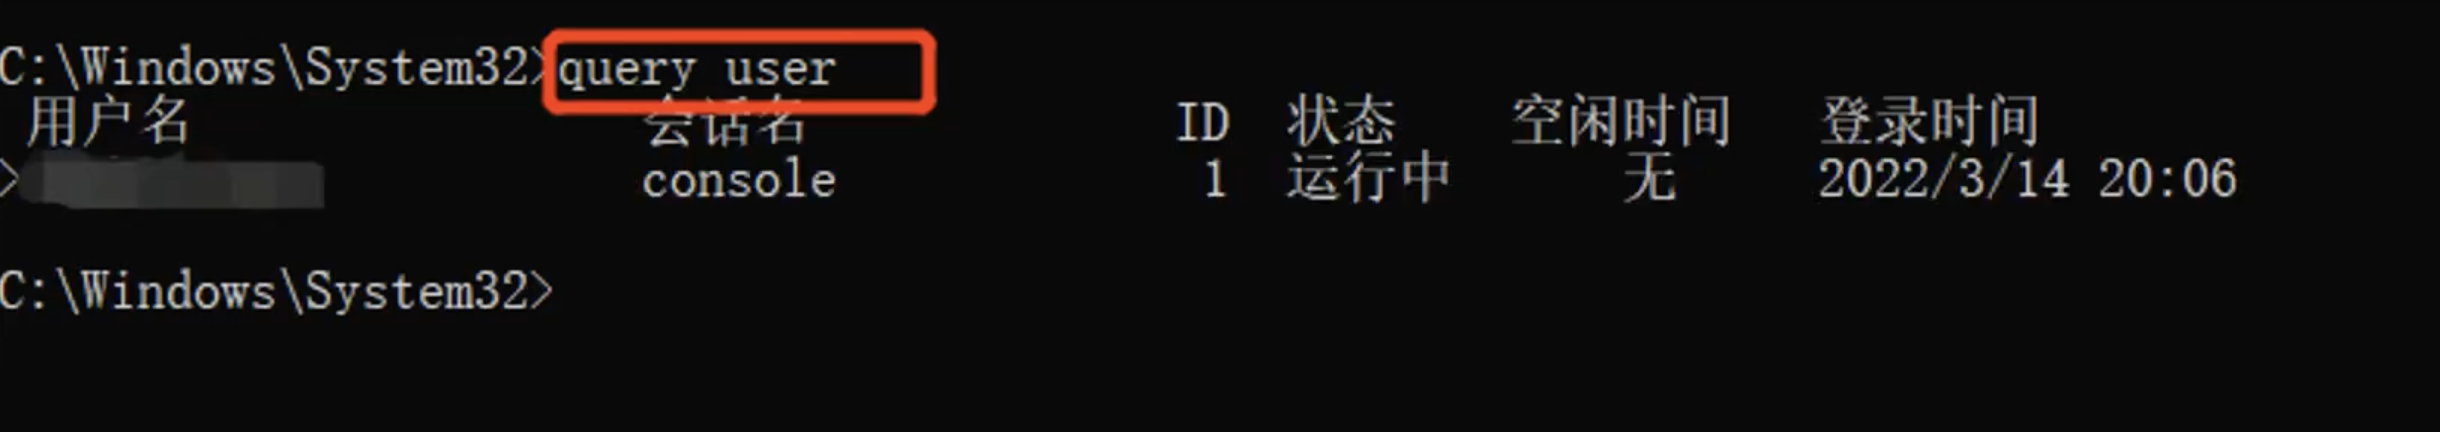 C:\Windows\System32>query user
用户名 会话名 ID 状态 空闲时间 登录时间
> console 1 运行中 无 2022/3/14 20:06
C:\Windows\System32>